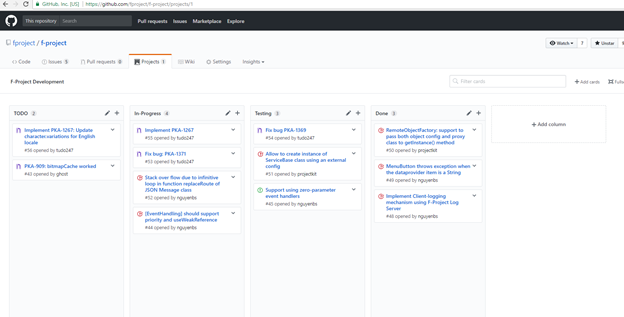 GitHub, Inc. [US] | https://github.com/fproject/f-project/projects/1
This repository Search Pull requests Issues Marketplace Explore
fproject / f-project Watch 7 Unstar
Code Issues 5 Pull requests 0 Projects 1 Wiki Settings Insights
F-Project Development Filter cards + Add cards
TODO 2
Implement PKA-1267: Update
character.variations for English
locale
#56 opened by tudo247
PKA-909: bitmapCache worked
#43 opened by ghost
In-Progress 4
Implement PKA-1267
#55 opened by tudo247
Fix bug: PKA-1371
#53 opened by tudo247
Stack over flow due to infinitive
loop in function replaceRoute of
JSON Message class
#52 opened by nguyenbs
[EventHandling] should support
priority and useWeakReference
#44 opened by nguyenbs
Testing 3
Fix bug PKA-1369
#54 opened by tudo247
Allow to create instance of
ServiceBase class using an external
config
#51 opened by projectkit
Support using zero-parameter
event handlers
#45 opened by nguyenbs
Done 3
RemoteObjectFactory: support to
pass both object config and proxy
class to getInstance() method
#50 opened by projectkit
MenuButton throws exception when
the dataprovider item is a String
#49 opened by nguyenbs
Implement Client-logging
mechanism using F-Project Log
Server
#48 opened by nguyenbs
+ Add column